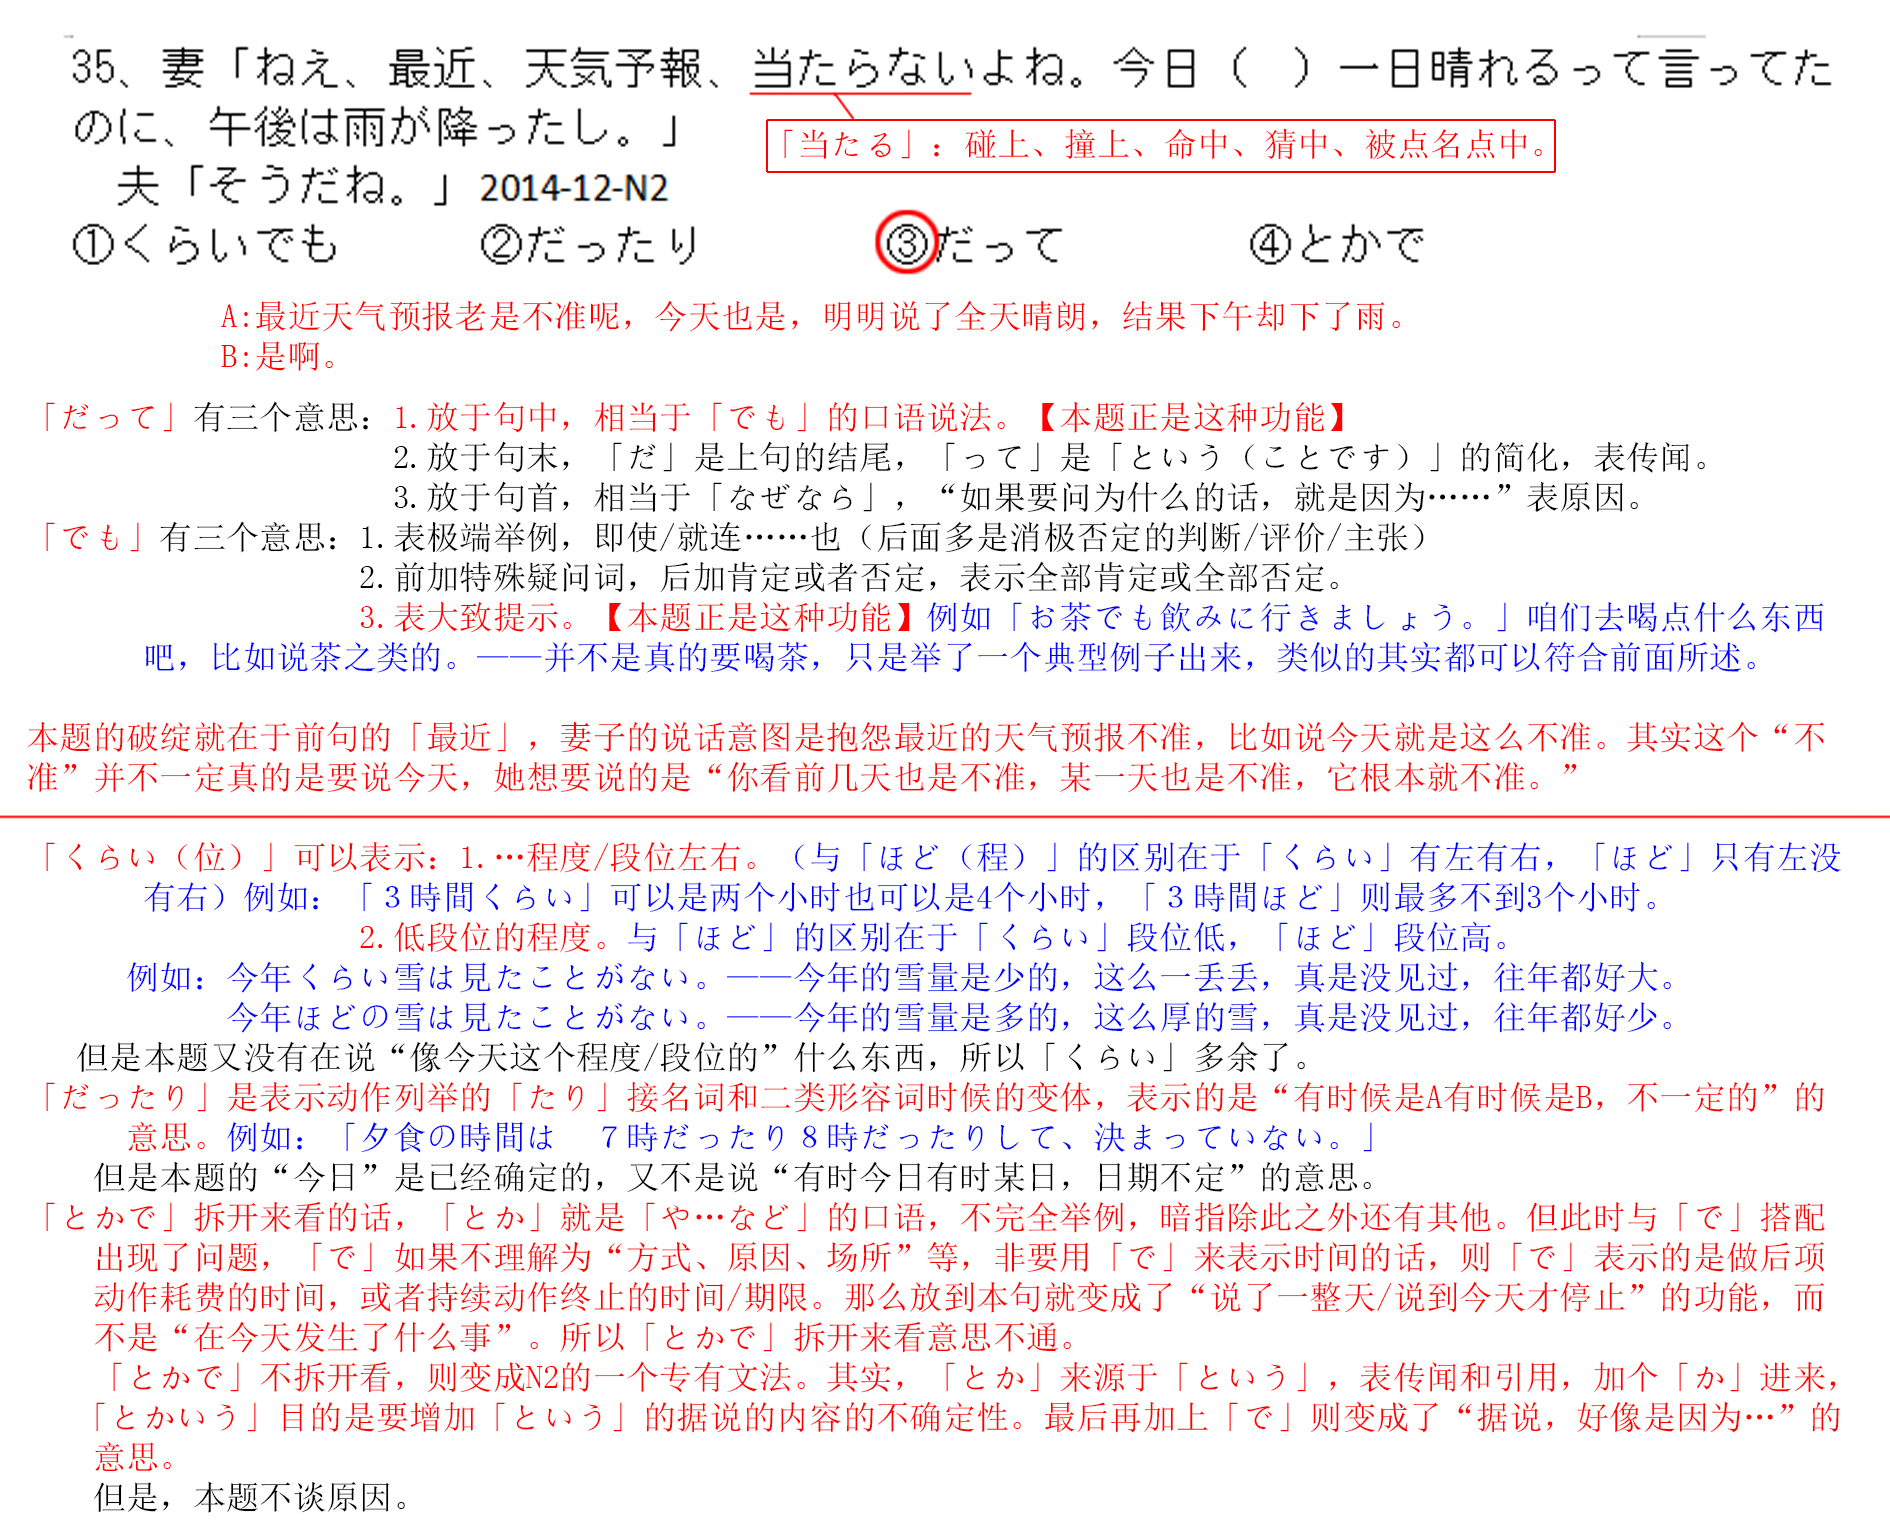 35、妻「ねえ、最近、天気予報、当たらないよね。今日（　）一日晴れるって言ってた
のに、午後は雨が降ったし。」
「当たる」：碰上、撞上、命中、猜中、被点名点中。
夫「そうだね。」2014-12-N2
①くらいでも　②だったり　③だって　④とかで
A:最近天气预报老是不准呢，今天也是，明明说了全天晴朗，结果下午却下了雨。
B:是啊。
「だって」有三个意思：1.放于句中，相当于「でも」的口语说法。【本题正是这种功能】
2.放于句末，「だ」是上句的结尾，「って」是「という（ことです）」的简化，表传闻。
3.放于句首，相当于「なぜなら」，“如果要问为什么的话，就是因为……”表原因。
「でも」有三个意思：1.表极端举例，即使/就连……也（后面多是消极否定的判断/评价/主张）
2.前加特殊疑问词，后加肯定或者否定，表示全部肯定或全部否定。
3.表大致提示。【本题正是这种功能】例如「お茶でも飲みに行きましょう。」咱们去喝点什么东西
吧，比如说茶之类的。——并不是真的要喝茶，只是举了一个典型例子出来，类似的其实都可以符合前面所述。
本题的破绽就在于前句的「最近」，妻子的说话意图是抱怨最近的天气预报不准，比如说今天就是这么不准。其实这个“不
准”并不一定真的是要说今天，她想要说的是“你看前几天也是不准，某一天也是不准，它根本就不准。”
「くらい（位）」可以表示：1.…程度/段位左右。（与「ほど（程）」的区别在于「くらい」有左有右，「ほど」只有左没
有右）例如：「３時間くらい」可以是两个小时也可以是4个小时，「３時間ほど」则最多不到3个小时。
2.低段位的程度。与「ほど」的区别在于「くらい」段位低，「ほど」段位高。
例如：今年くらい雪は見たことがない。——今年的雪量是少的，这么一丢丢，真是没见过，往年都好大。
今年ほどの雪は見たことがない。——今年的雪量是多的，这么厚的雪，真是没见过，往年都好少。
但是本题又没有在说“像今天这个程度/段位的”什么东西，所以「くらい」多余了。
「だったり」是表示动作列举的「たり」接名词和二类形容词时候的变体，表示的是“有时候是A有时候是B，不一定的”的
意思。例如：「夕食の時間は　７時だったり８時だったりして、決まっていない。」
但是本题的“今日”是已经确定的，又不是说“有时今日有时某日，日期不定”的意思。
「とかで」拆开来看的话，「とか」就是「や…など」的口语，不完全举例，暗指除此之外还有其他。但此时与「で」搭配
出现了问题，「で」如果不理解为“方式、原因、场所”等，非要用「で」来表示时间的话，则「で」表示的是做后项
动作耗费的时间，或者持续动作终止的时间/期限。那么放到本句就变成了“说了一整天/说到今天才停止”的功能，而
不是“在今天发生了什么事”。所以「とかで」拆开来看意思不通。
「とかで」不拆开看，则变成N2的一个专有文法。其实，「とか」来源于「という」，表传闻和引用，加个「か」进来，
「とかいう」目的是要增加「という」的据说的内容的不确定性。最后再加上「で」则变成了“据说，好像是因为…”的
意思。
但是，本题不谈原因。